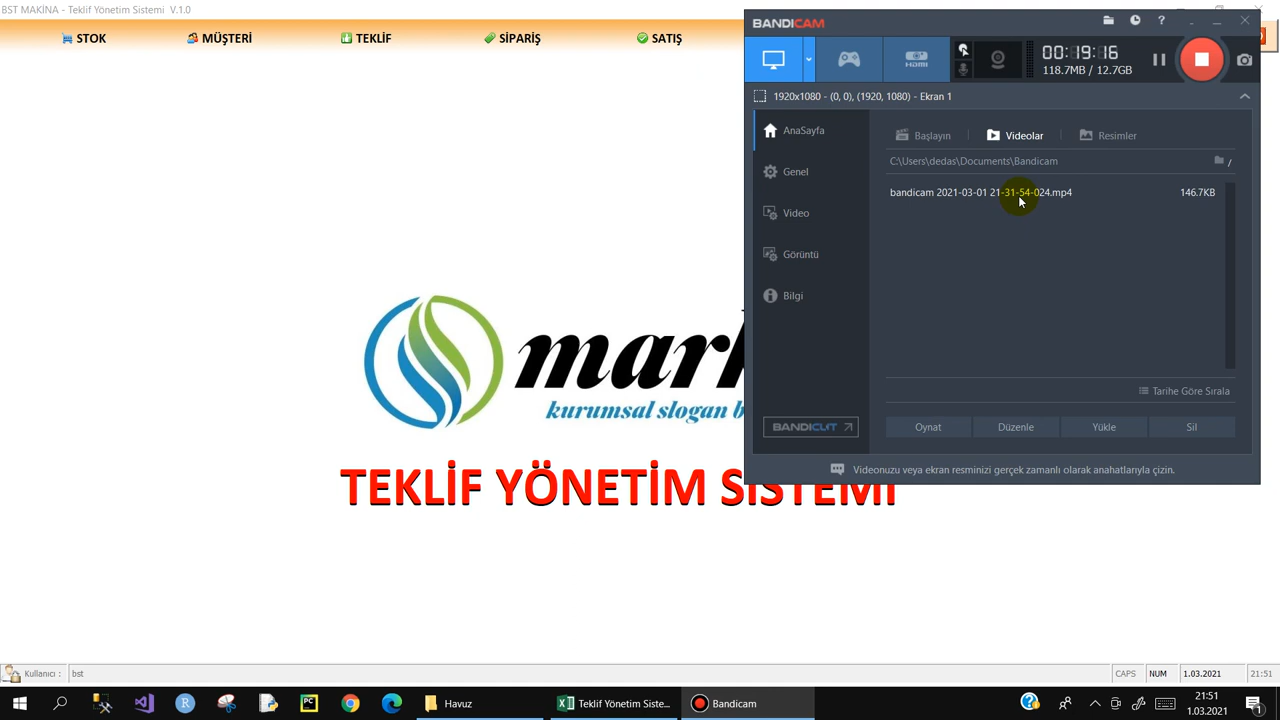 BST MAKİNA - Teklif Yönetim Sistemi V.1.0
STOK
MÜŞTERİ
TEKLİF
SİPARİŞ
SATIŞ
kurumsal slogan b
TEKLİF YÖNETİM SİSTEMİ
BANDICAM
HDMI
00:19:16
118.7MB / 12.7GB
1920x1080 - (0, 0), (1920, 1080) - Ekran 1
AnaSayfa
Genel
Video
Görüntü
Bilgi
BANDICUT
Başlayın
Videolar
Resimler
C:\Users\dedas\Documents\Bandicam
/
bandicam 2021-03-01 21-31-54-024.mp4
146.7KB
Tarihe Göre Sırala
Oynat
Düzenle
Yükle
Sil
Videonuzu veya ekran resminizi gerçek zamanlı olarak anahatlarıyla çizin.
Kullanıcı :
bst
CAPS
NUM
1.03.2021
21:51
R
PC
Havuz
Teklif Yönetim Siste...
Bandicam
21:51
1.03.2021
1